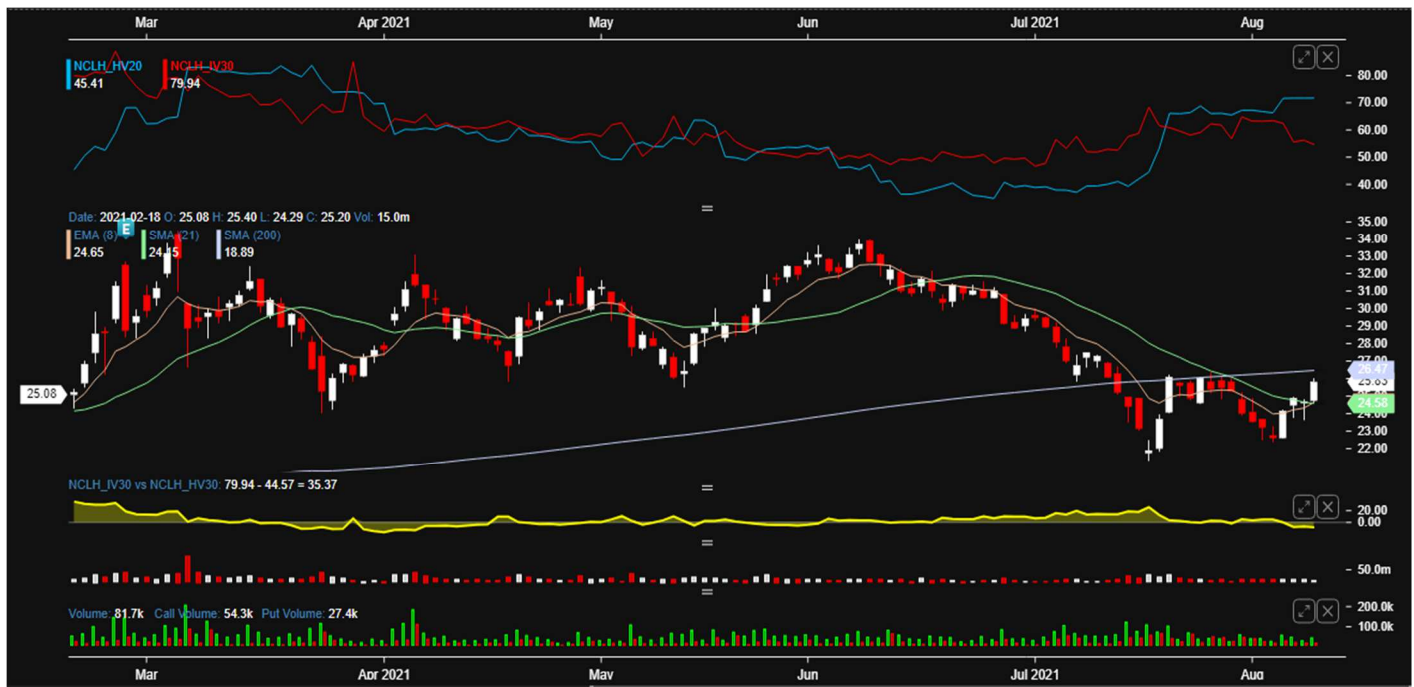 Mar Apr 2021 May Jun Jul 2021 Aug
NCLH_HV20 NCLH_IV30
45.41 79.94
80.00
70.00
60.00
50.00
40.00
Date: 2021-02-18 O: 25.08 H: 25.40 L: 24.29 C: 25.20 Vol: 15.0m
E
EMA (8) SMA (21) SMA (200)
24.65 24.15 18.89
35.00
34.00
33.00
32.00
31.00
30.00
29.00
28.00
27.00
26.47
25.83
25.08
24.58
24.00
23.00
22.00
NCLH_IV30 vs NCLH_HV30: 79.94 - 44.57 = 35.37
20.00
0.00
50.0m
Volume: 81.7k Call Volume: 54.3k Put Volume: 27.4k
200.0k
100.0k
Mar Apr 2021 May Jun Jul 2021 Aug